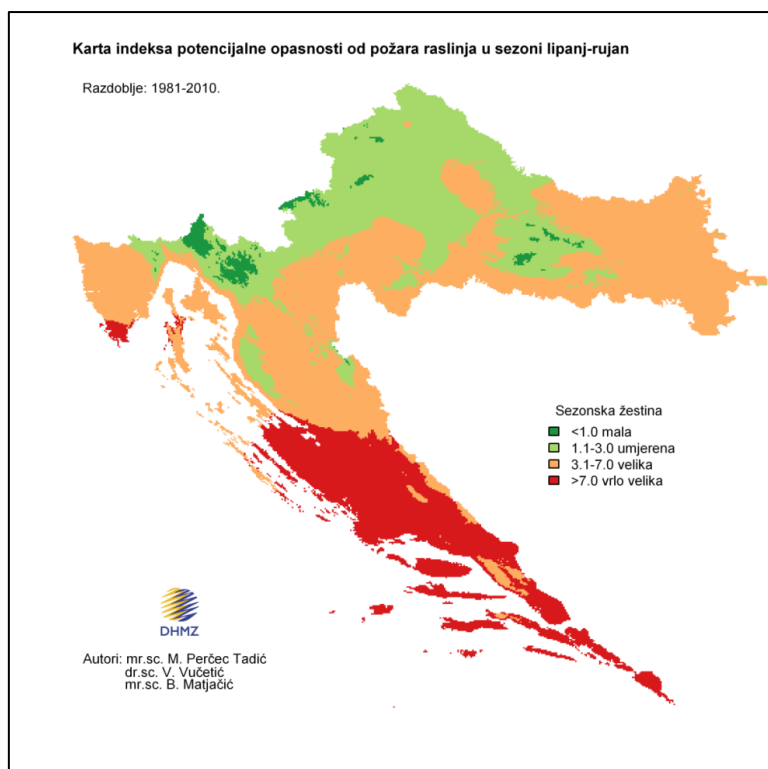 Karta indeksa potencijalne opasnosti od požara raslinja u sezoni lipanj-rujan
Razdoblje: 1981-2010.
Sezonska žestina
<1.0 mala
1.1-3.0 umjerena
3.1-7.0 velika
>7.0 vrlo velika
DHMZ
Autori: mr.sc. M. Perčec Tadić
dr.sc. V. Vučetić
mr.sc. B. Matjačić